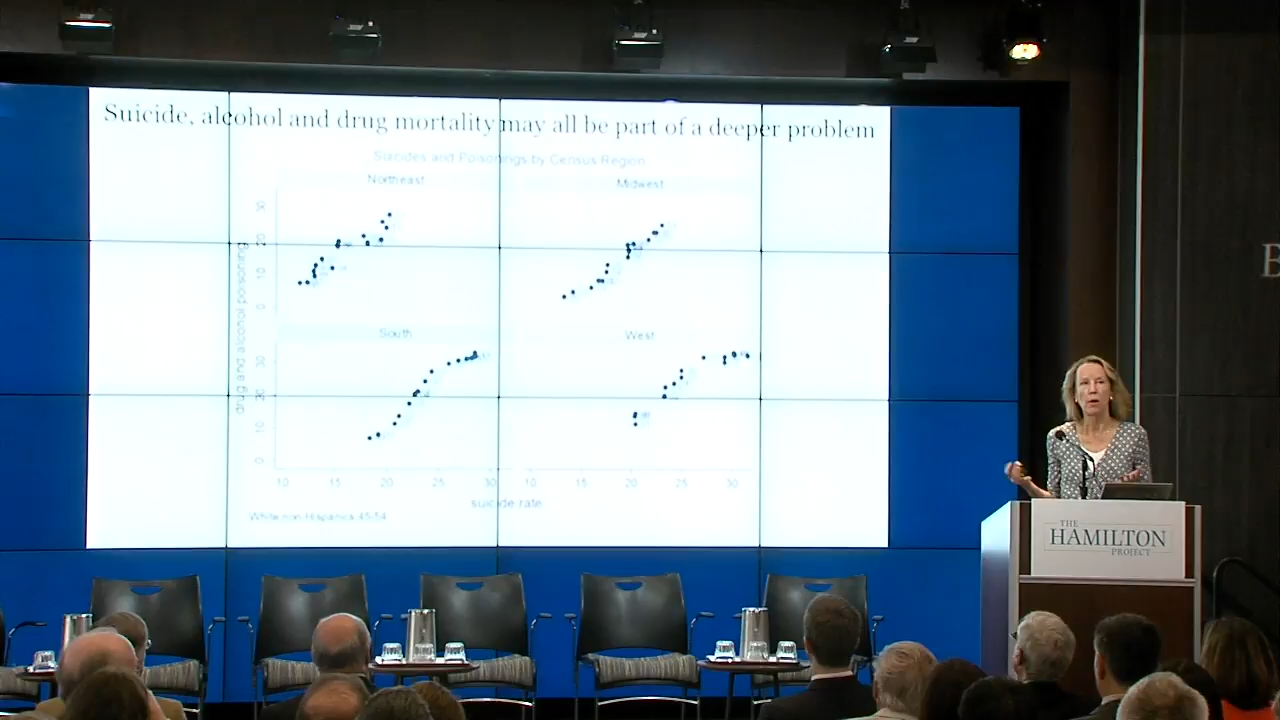 Suicide, alcohol and drug mortality may all be part of a deeper problem
Suizides and Poisonings by Census Region
Northeast
Midwest
30
20
10
0
South
West
30
20
10
0
drug and alcohol poisoning
10
15
20
25
30
10
15
20
25
30
suicide rate
White non-Hispanics 45-54
THE
HAMILTON
PROJECT
B